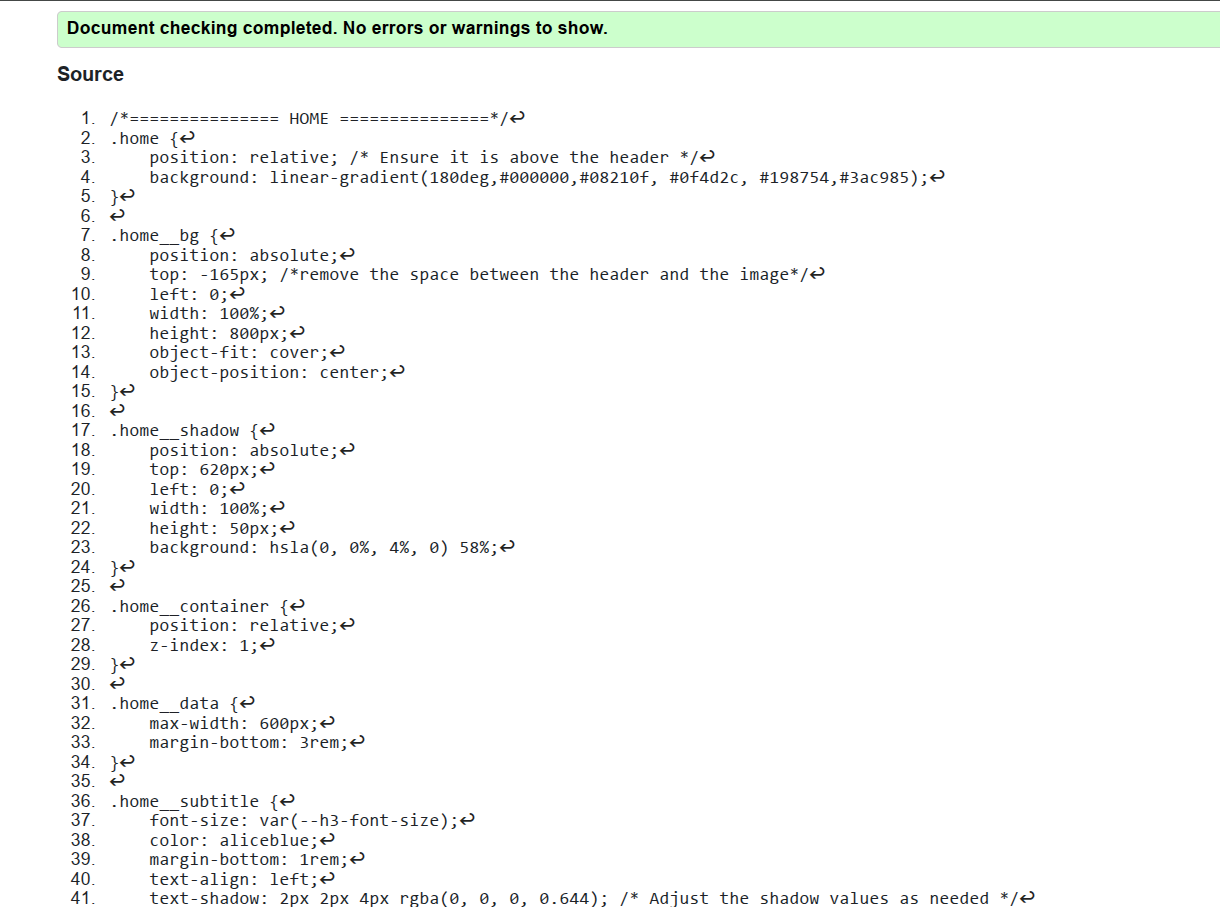 Document checking completed. No errors or warnings to show.
Source
1. /*=============== HOME ===============*/↩
2. .home {↩
3.     position: relative; /* Ensure it is above the header */↩
4.     background: linear-gradient(180deg,#000000,#08210f, #0f4d2c, #198754,#3ac985);↩
5. }↩
6. ↩
7. .home__bg {↩
8.     position: absolute;↩
9.     top: -165px; /*remove the space between the header and the image*/↩
10.     left: 0;↩
11.     width: 100%;↩
12.     height: 800px;↩
13.     object-fit: cover;↩
14.     object-position: center;↩
15. }↩
16. ↩
17. .home__shadow {↩
18.     position: absolute;↩
19.     top: 620px;↩
20.     left: 0;↩
21.     width: 100%;↩
22.     height: 50px;↩
23.     background: hsla(0, 0%, 4%, 0) 58%;↩
24. }↩
25. ↩
26. .home__container {↩
27.     position: relative;↩
28.     z-index: 1;↩
29. }↩
30. ↩
31. .home__data {↩
32.     max-width: 600px;↩
33.     margin-bottom: 3rem;↩
34. }↩
35. ↩
36. .home__subtitle {↩
37.     font-size: var(--h3-font-size);↩
38.     color: aliceblue;↩
39.     margin-bottom: 1rem;↩
40.     text-align: left;↩
41.     text-shadow: 2px 2px 4px rgba(0, 0, 0, 0.644); /* Adjust the shadow values as needed */↩